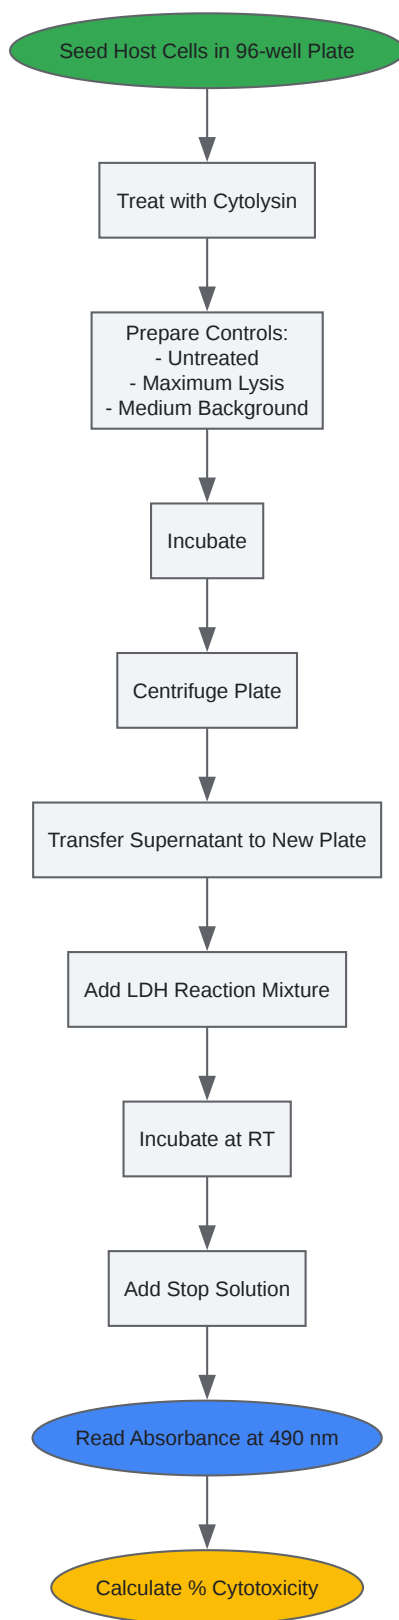 Seed Host Cells in 96-well Plate
Treat with Cytolysin
Prepare Controls:
- Untreated
- Maximum Lysis
- Medium Background
Incubate
Centrifuge Plate
Transfer Supernatant to New Plate
Add LDH Reaction Mixture
Incubate at RT
Add Stop Solution
Read Absorbance at 490 nm
Calculate % Cytotoxicity